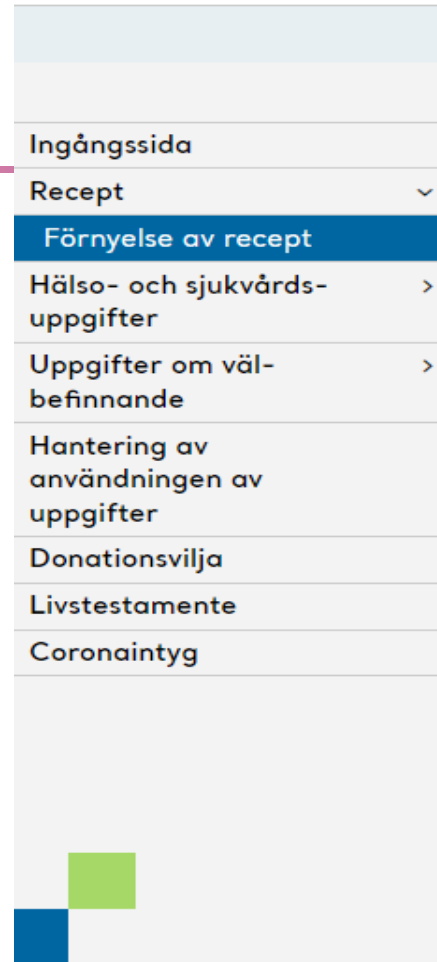 Ingångssida
Recept
Förnyelse av recept
Hälso- och sjukvårds-
uppgifter
Uppgifter om väl-
befinnande
Hantering av
användningen av
uppgifter
Donationsvilja
Livstestamente
Coronaintyg